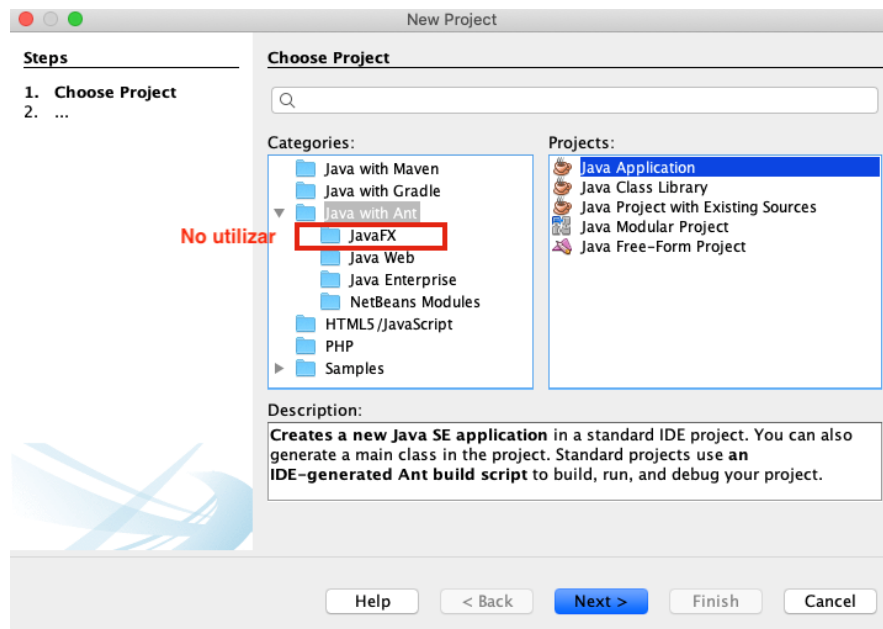 New Project
Steps
1. Choose Project
2. ...
Choose Project
Categories:
Java with Maven
Java with Gradle
Java with Ant
No utilizar
JavaFX
Java Web
Java Enterprise
NetBeans Modules
HTML5/JavaScript
PHP
Samples
Projects:
Java Application
Java Class Library
Java Project with Existing Sources
Java Modular Project
Java Free-Form Project
Description:
Creates a new Java SE application in a standard IDE project. You can also
generate a main class in the project. Standard projects use an
IDE-generated Ant build script to build, run, and debug your project.
Help
< Back
Next >
Finish
Cancel